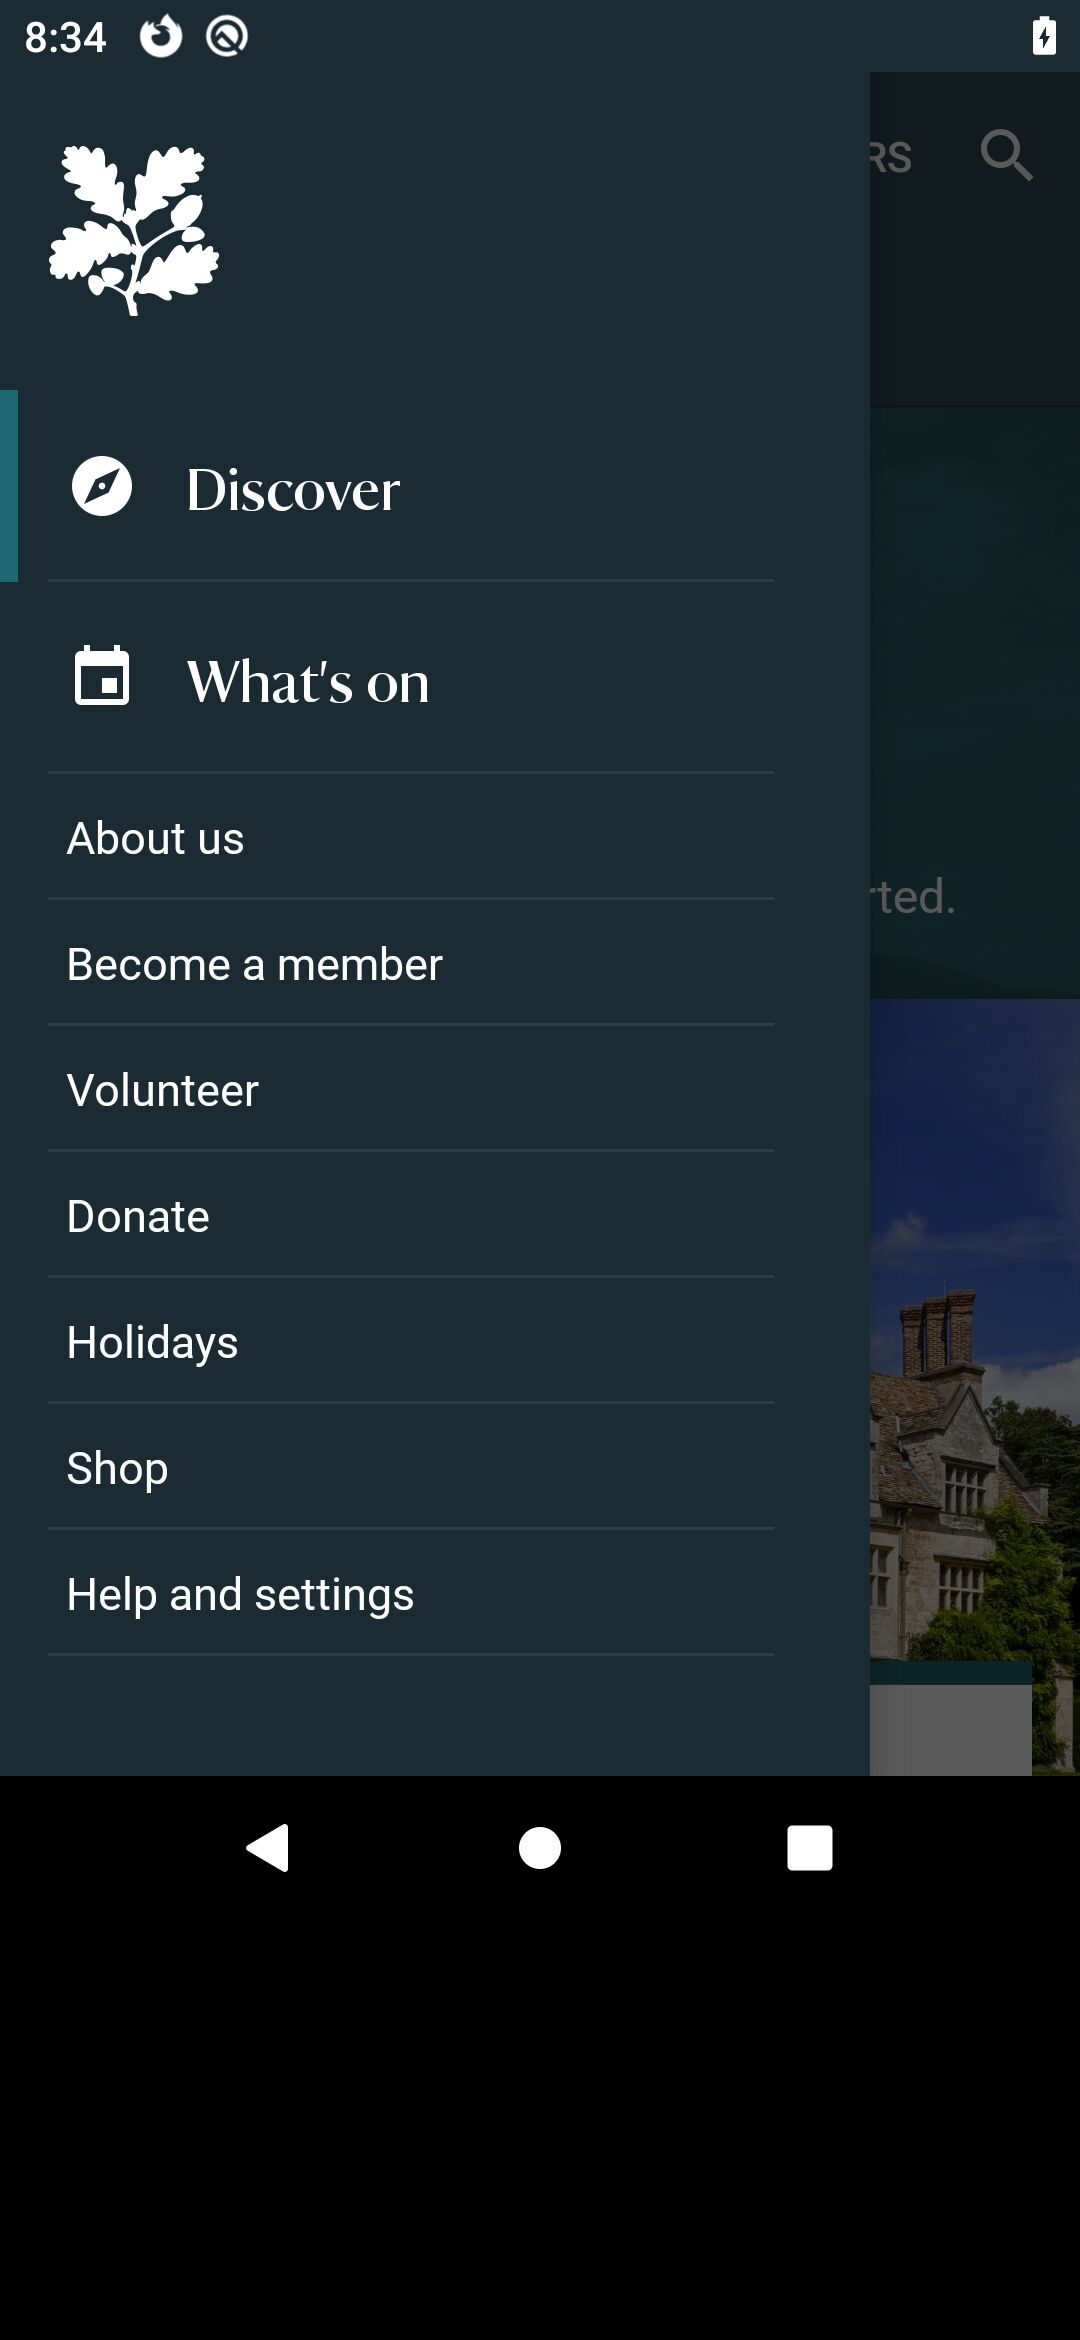 8:34
RS
Discover
What's on
About us
rted.
Become a member
Volunteer
Donate
Holidays
Shop
Help and settings